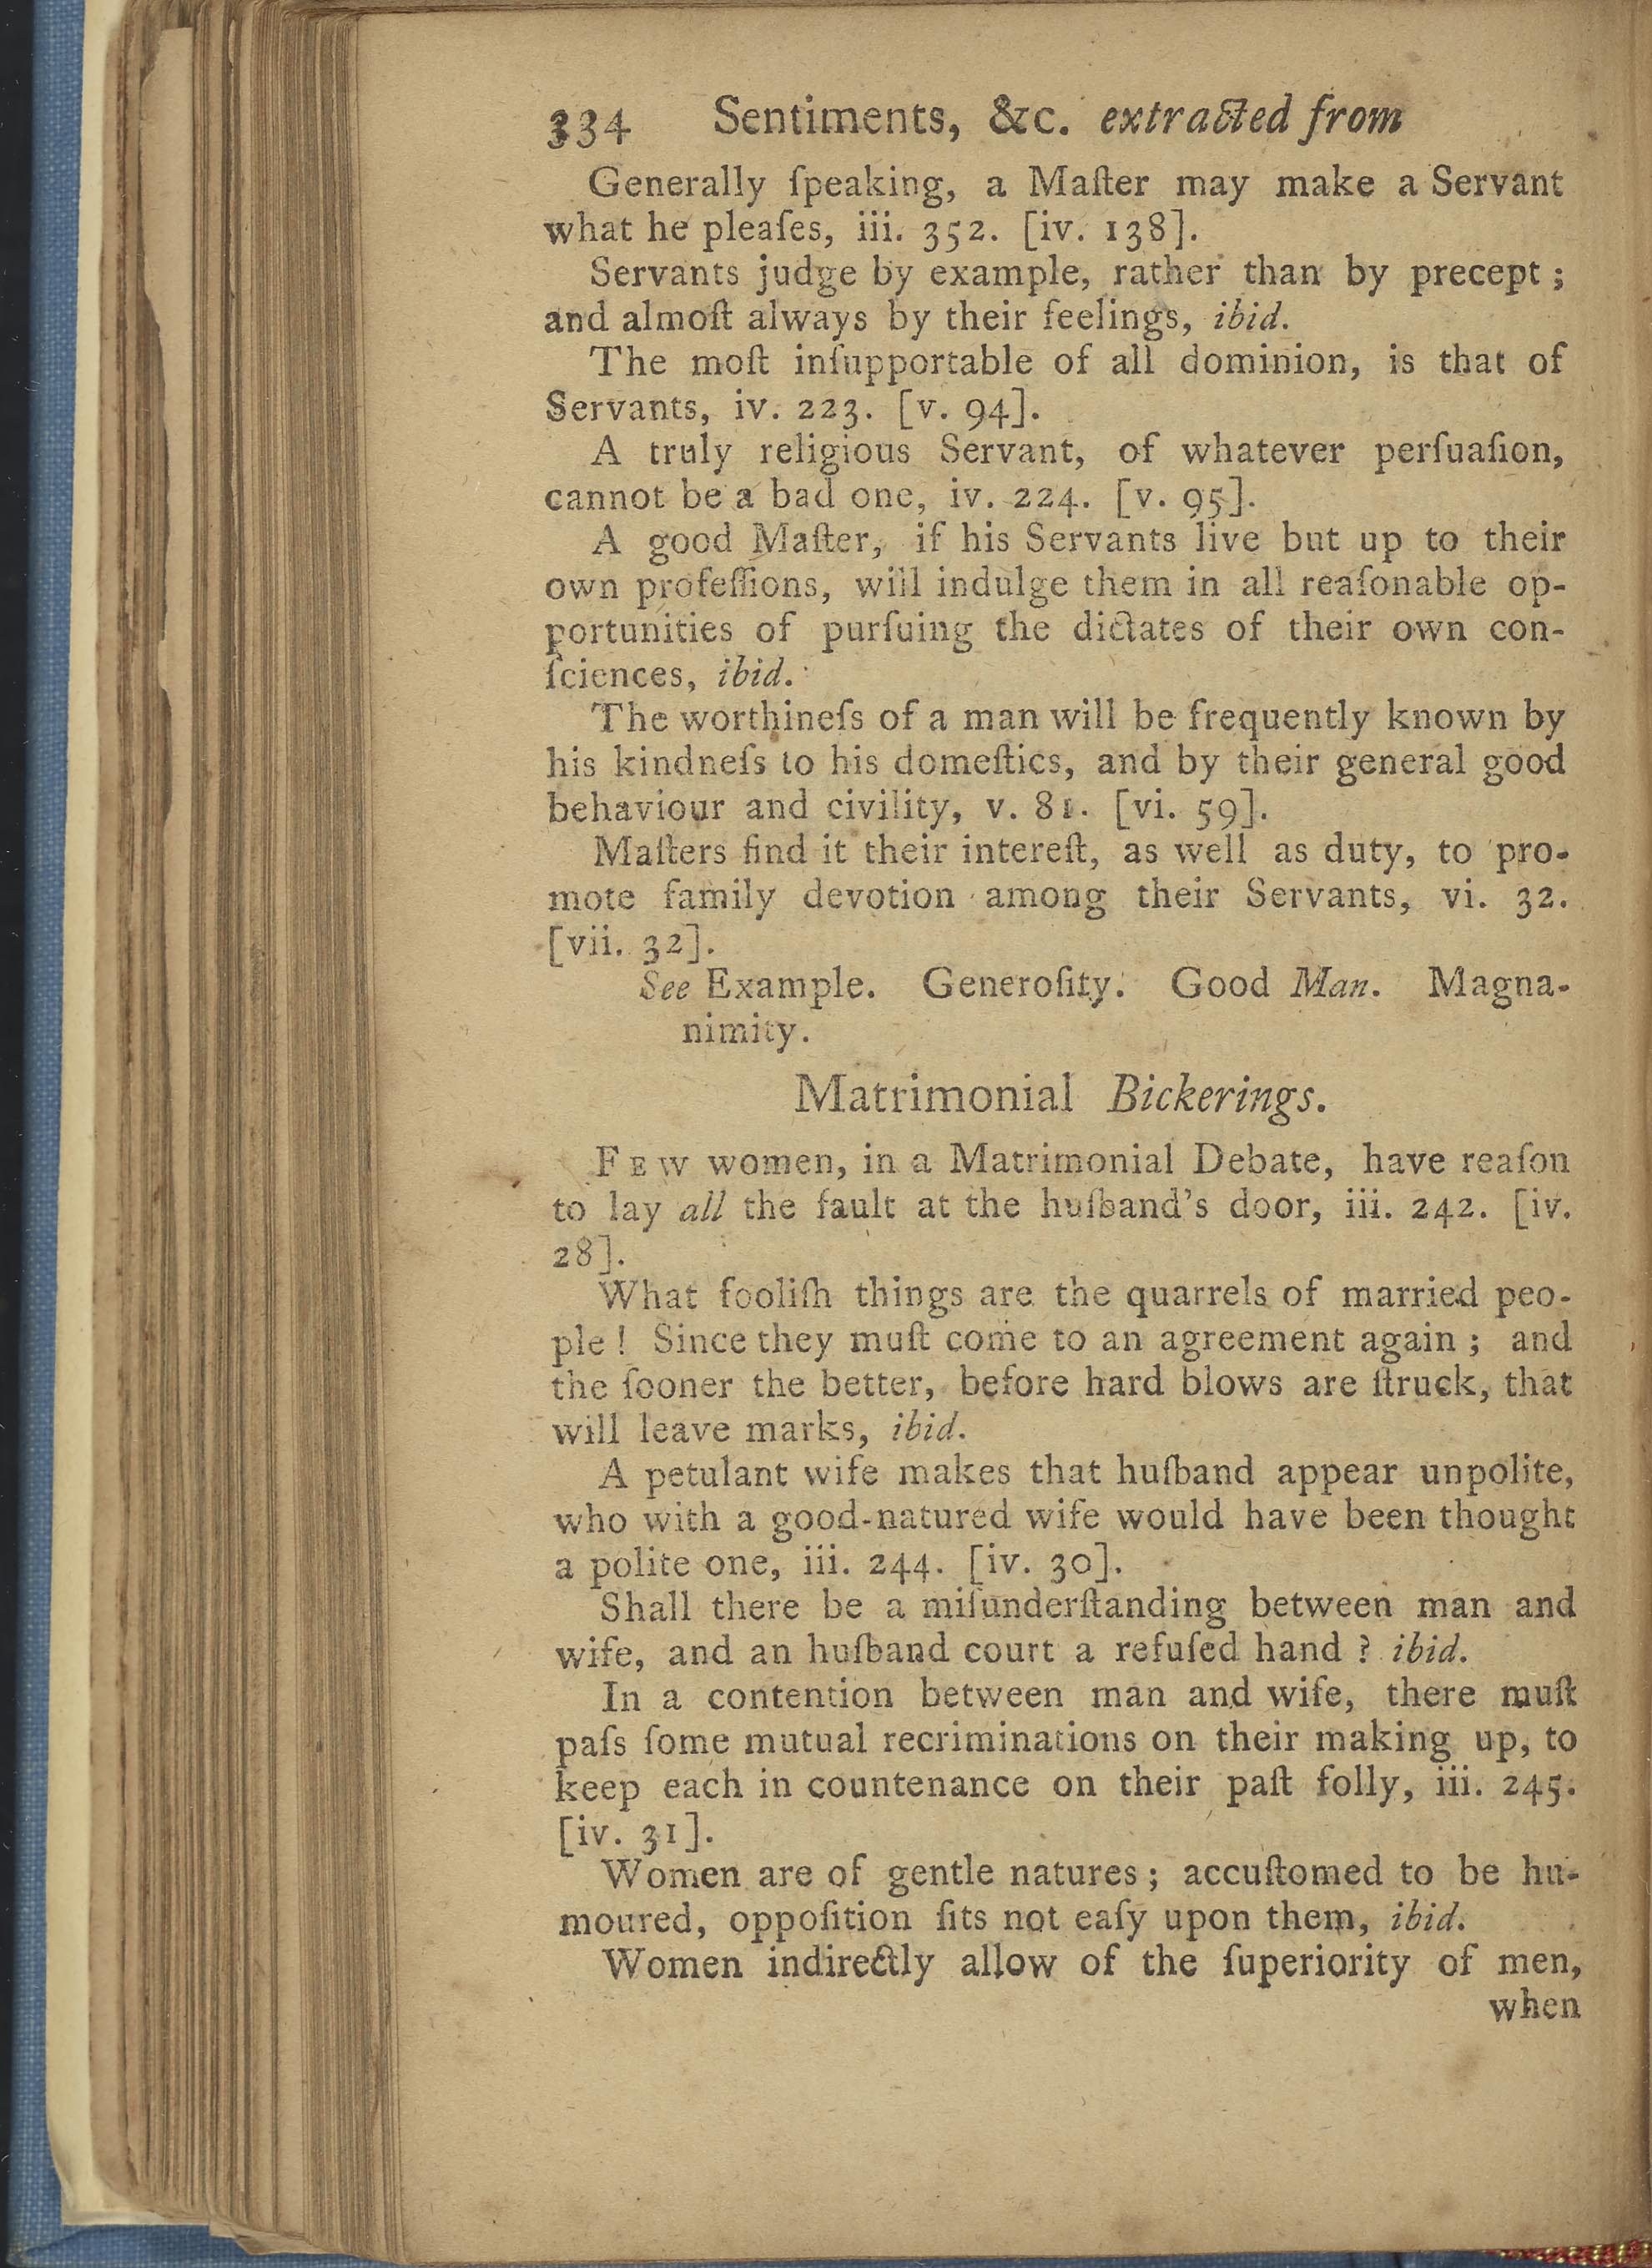 334 Sentiments, &c. extracted from
Generally ſpeaking, a Maſter may make a Servant
what he pleaſes, iii. 352. [iv. 138].
Servants judge by example, rather than by precept ;
and almoſt always by their feelings, ibid.
The moſt inſupportable of all dominion, is that of
Servants, iv. 223. [v. 94].
A truly religious Servant, of whatever perſuaſion,
cannot be a bad one, iv. 224. [v. 95].
A good Maſter, if his Servants live but up to their
own profeſſions, will indulge them in all reaſonable op-
portunities of purſuing the dictates of their own con-
ſciences, ibid.
The worthineſs of a man will be frequently known by
his kindneſs to his domeſtics, and by their general good
behaviour and civility, v. 81. [vi. 59].
Maſters find it their intereſt, as well as duty, to pro-
mote family devotion among their Servants, vi. 32.
[vii. 32].
See Example. Generoſity. Good Man. Magna-
nimity.
Matrimonial Bickerings.
FEW women, in a Matrimonial Debate, have reaſon
to lay all the fault at the huſband's door, iii. 242. [iv.
28].
What fooliſh things are the quarrels of married peo-
ple ! Since they muſt come to an agreement again ; and
the ſooner the better, before hard blows are ſtruck, that
will leave marks, ibid.
A petulant wife makes that huſband appear unpolite,
who with a good-natured wife would have been thought
a polite one, iii. 244. [iv. 30].
Shall there be a miſunderſtanding between man and
wife, and an huſband court a refuſed hand ? ibid.
In a contention between man and wife, there muſt
paſs ſome mutual recriminations on their making up, to
keep each in countenance on their paſt folly, iii. 245.
[iv. 31].
Women are of gentle natures ; accuſtomed to be hu-
moured, oppoſition ſits not eaſy upon them, ibid.
Women indirectly allow of the ſuperiority of men,
when